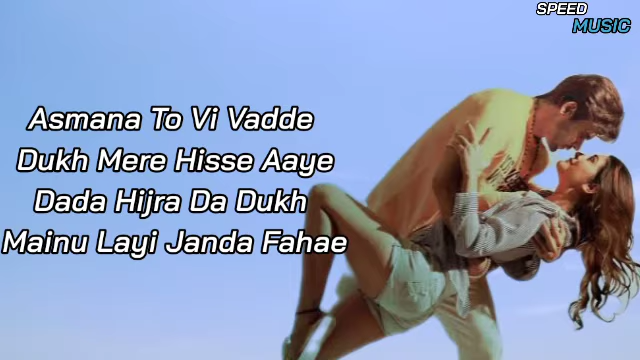 SPEED
MUSIC
Asmana To Vi Vadde
Dukh Mere Hisse Aaye
Dada Hijra Da Dukh
Mainu Layi Janda Fahae